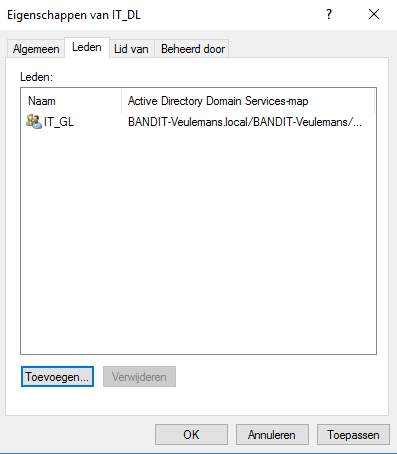 Eigenschappen van IT_DL
?
Algemeen Leden Lid van Beheerd door
Leden:
Naam Active Directory Domain Services-map
IT_GL BANDIT-Veulemans.local/BANDIT-Veulemans/...
Toevoegen... Verwijderen
OK Annuleren Toepassen